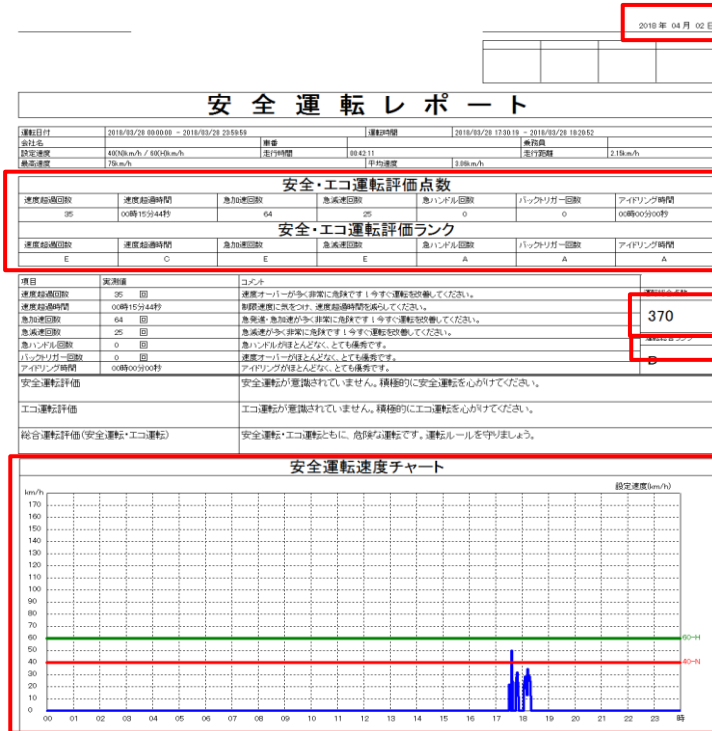 2018 年 04 月 02 日
安 全 運 転 レ ポ ー ト
運転日付 2018/03/28 00:00:00 - 2018/03/28 23:59:59 運転時間 2018/03/28 17:30:19 - 2018/03/28 18:20:52
会社名 車番 乗務員
設定速度 40(N)km/h / 60(H)km/h 走行時間 00:42:11 走行距離 2.15km/h
最高速度 75km/h 平均速度 3.06km/h
安全・エコ運転評価点数
速度超過回数 速度超過時間 急加速回数 急減速回数 急ハンドル回数 バックトリガー回数 アイドリング時間
35 00時15分44秒 64 25 0 0 00時00分00秒
安全・エコ運転評価ランク
速度超過回数 速度超過時間 急加速回数 急減速回数 急ハンドル回数 バックトリガー回数 アイドリング時間
E C E E A A A
項目 実測値 コメント
速度超過回数 35 回 速度オーバーが多く非常に危険です！今すぐ運転を改善してください。
速度超過時間 00時15分44秒 制限速度に気をつけ、速度超過時間を減らしてください。
急加速回数 64 回 急発進・急加速が多く非常に危険です！今すぐ運転を改善してください。
急減速回数 25 回 急減速が多く非常に危険です！今すぐ運転を改善してください。
急ハンドル回数 0 回 急ハンドルがほとんどなく、とても優秀です。
バックトリガー回数 0 回 速度オーバーがほとんどなく、とても優秀です。
アイドリング時間 00時00分00秒 アイドリングがほとんどなく、とても優秀です。
370
D
安全運転評価 安全運転が意識されていません。積極的に安全運転を心がけてください。
エコ運転評価 エコ運転が意識されていません。積極的にエコ運転を心がけてください。
総合運転評価(安全運転・エコ運転) 安全運転・エコ運転ともに、危険な運転です。運転ルールを守りましょう。
安全運転速度チャート
設定速度(km/h)
km/h
170
160
150
140
130
120
110
100
90
80
70
60 60-H
50
40 40-N
30
20
10
0
00 01 02 03 04 05 06 07 08 09 10 11 12 13 14 15 16 17 18 19 20 21 22 23 時